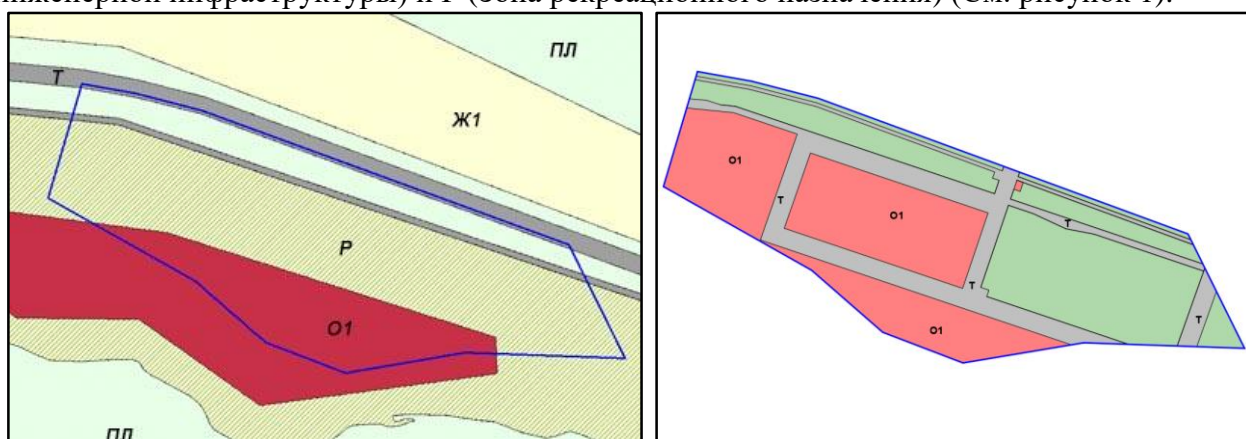 инженерной инфраструктуры) и Р (Зона рекреационного назначения) (См. рисунок 1).
ПЛ
Т
Ж1
Р
О1
ПЛ
О1
Т
О1
Т
Т
Т
О1